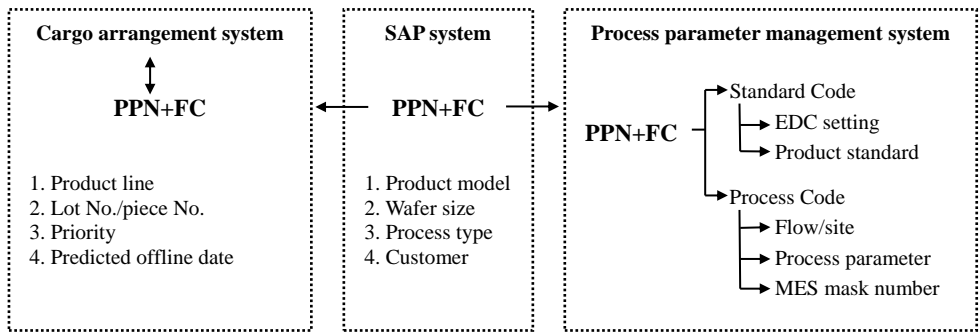 Cargo arrangement system
PPN+FC
1. Product line
2. Lot No./piece No.
3. Priority
4. Predicted offline date
SAP system
PPN+FC
1. Product model
2. Wafer size
3. Process type
4. Customer
Process parameter management system
PPN+FC
Standard Code
EDC setting
Product standard
Process Code
Flow/site
Process parameter
MES mask number